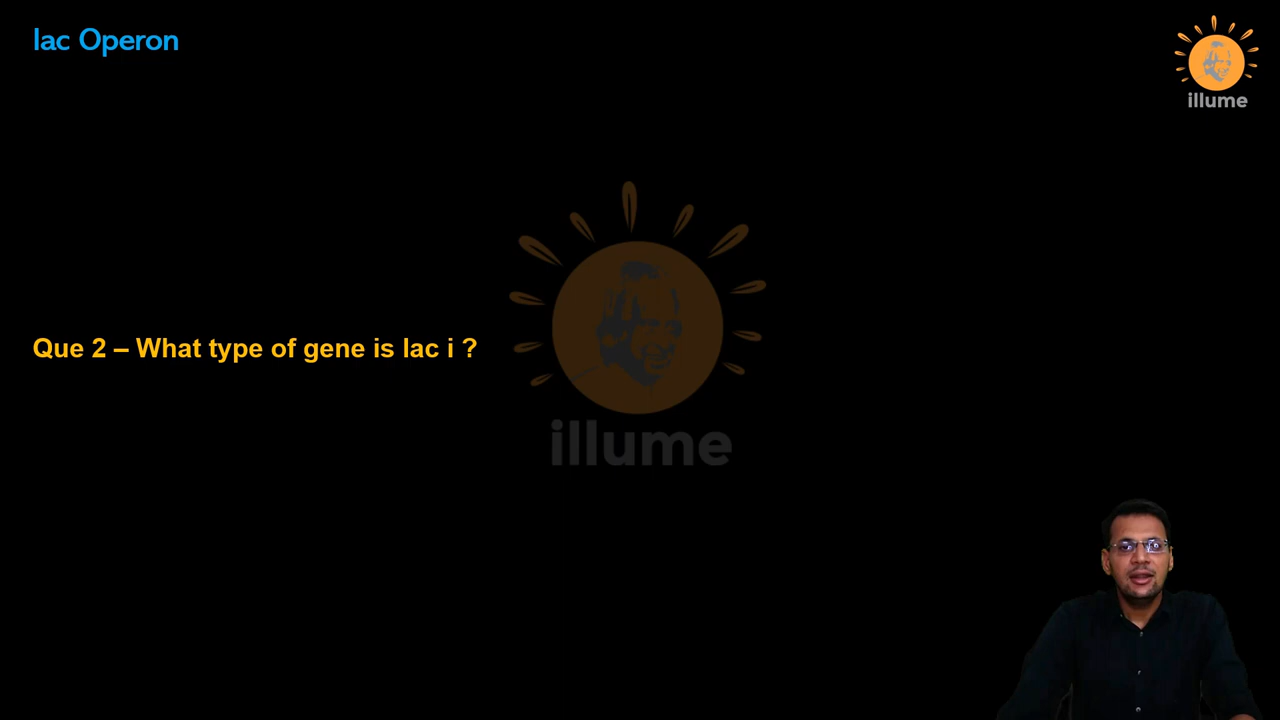 lac Operon
illume
Que 2 – What type of gene is lac i ?
illume